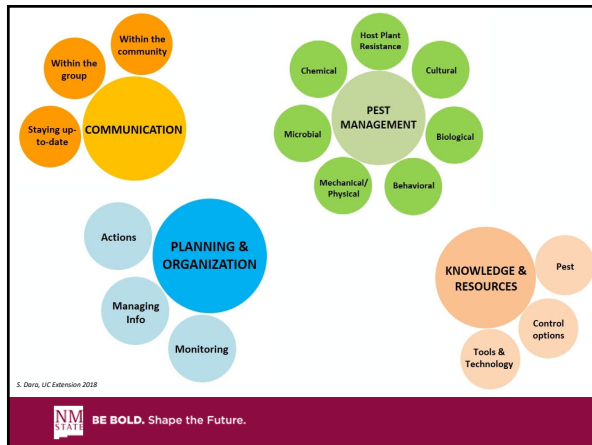 Within the
community
Within the
group
Staying up-
to-date
COMMUNICATION
Host Plant
Resistance
Chemical
Cultural
PEST
MANAGEMENT
Microbial
Biological
Mechanical/
Physical
Behavioral
Actions
PLANNING &
ORGANIZATION
Managing
Info
Monitoring
KNOWLEDGE &
RESOURCES
Pest
Control
options
Tools &
Technology
S. Dara, UC Extension 2018
NM
STATE
BE BOLD. Shape the Future.